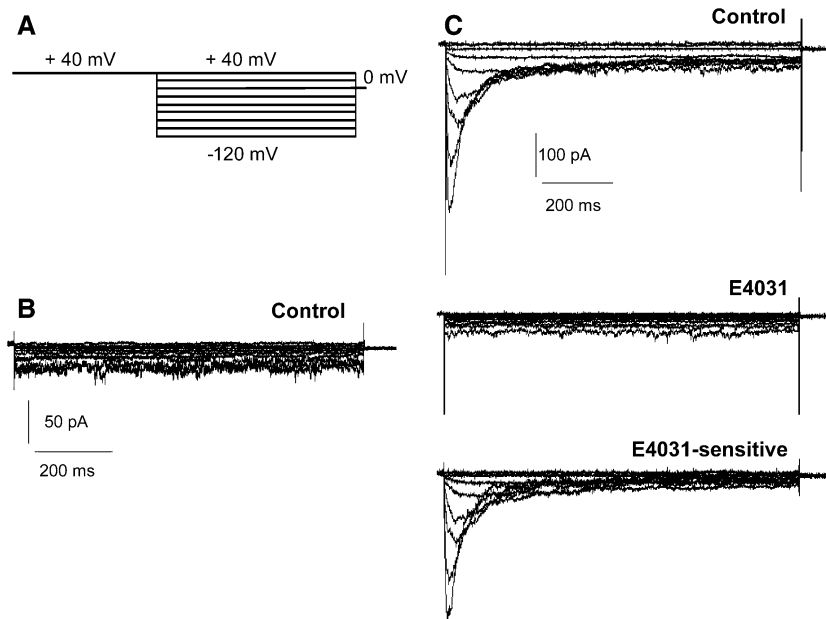 A
+ 40 mV
+ 40 mV
0 mV
-120 mV
B
Control
50 pA
200 ms
C
Control
100 pA
200 ms
E4031
E4031-sensitive